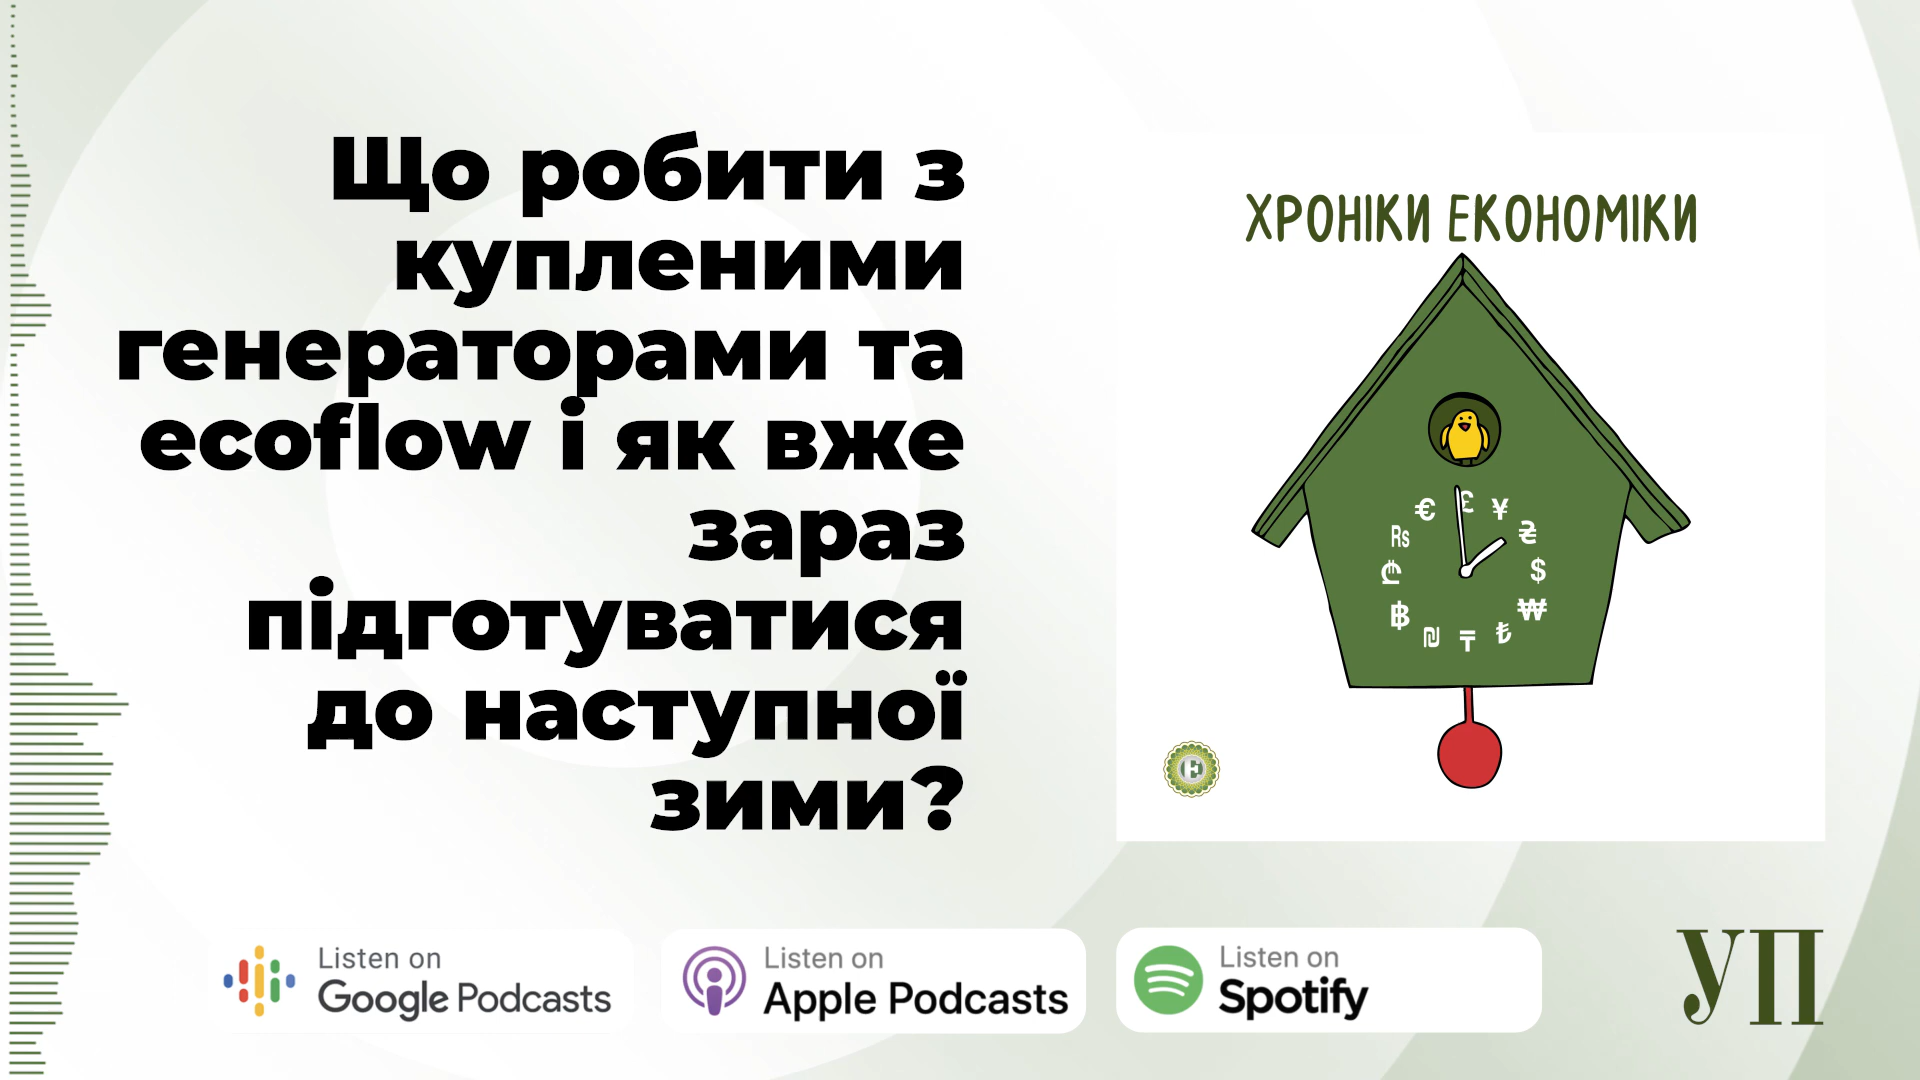 Що робити з
купленими
генераторами та
ecoflow і як вже
зараз
підготуватися
до наступної
зими?
ХРОНІКИ ЕКОНОМІКИ
€ £ ¥ ₴ $ ₩ ₺ ₸ ₪ ฿ ₾ Rs
E
Listen on
Google Podcasts
Listen on
Apple Podcasts
Listen on
Spotify
УП